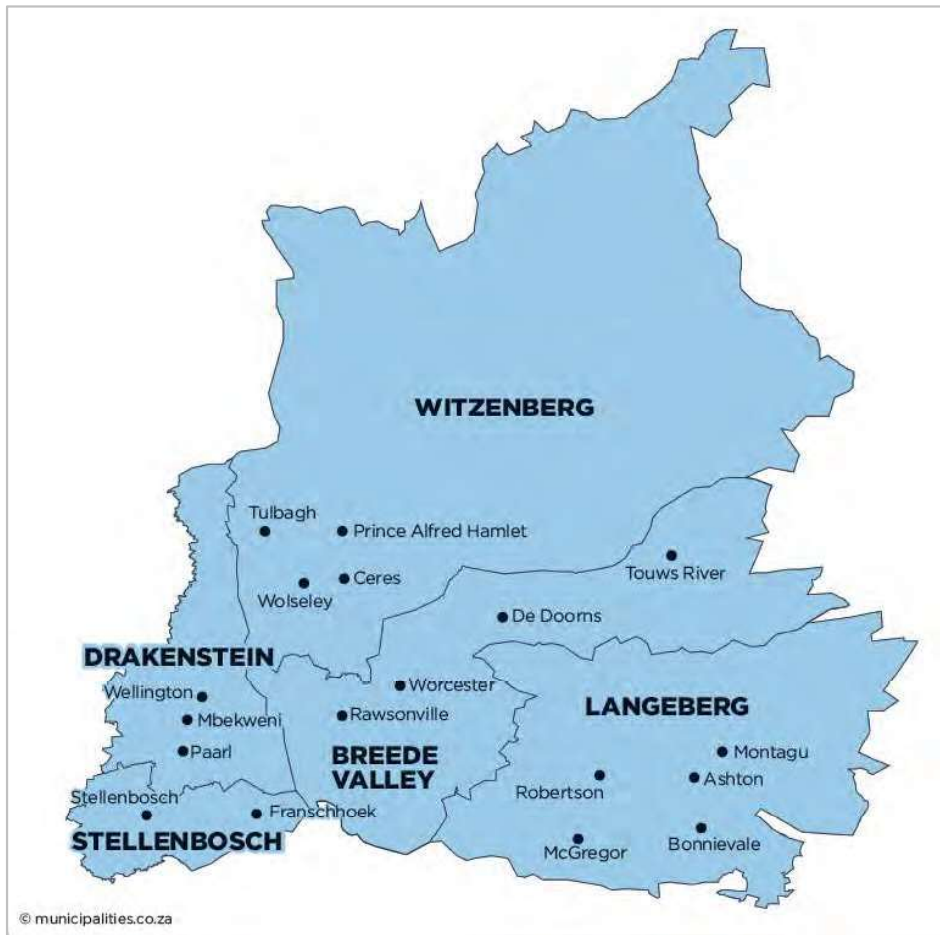 WITZENBERG
Tulbagh
Prince Alfred Hamlet
Touws River
Ceres
Wolseley
De Doorns
DRAKENSTEIN
Worcester
Wellington
LANGEBERG
Rawsonville
Mbekweni
BREEDE
VALLEY
Paarl
Montagu
Ashton
Robertson
Stellenbosch
Franschhoek
STELLENBOSCH
Bonnievale
McGregor
© municipalities.co.za